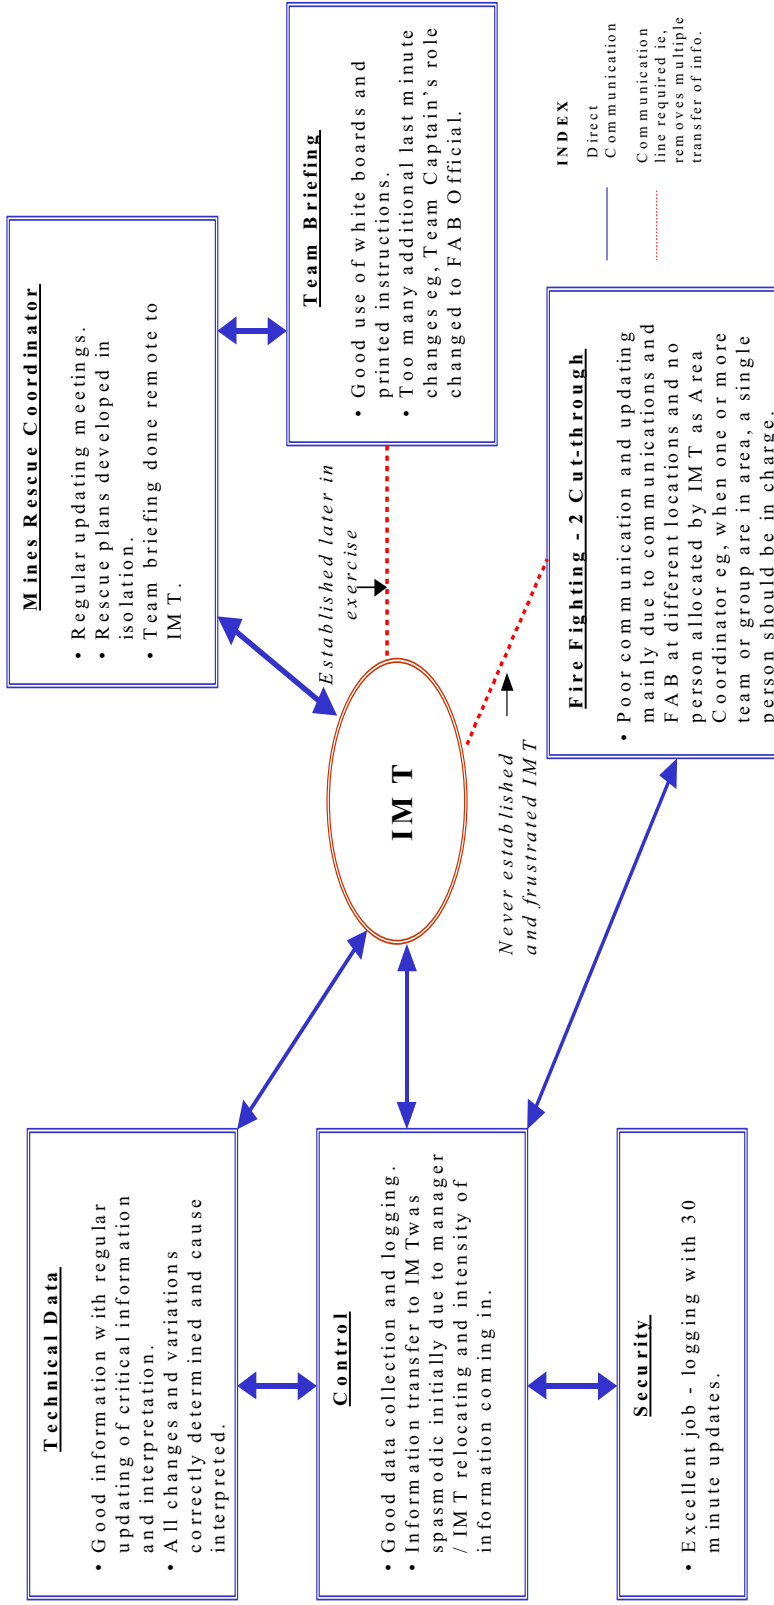 Technical Data
• Good information with regular
updating of critical information
and interpretation.
• All changes and variations
correctly determined and cause
interpreted.
Mines Rescue Coordinator
• Regular updating meetings.
• Rescue plans developed in
isolation.
• Team briefing done remote to
IMT.
Control
• Good data collection and logging.
• Information transfer to IMTwas
spasmodic initially due to manager
/ IMT relocating and intensity of
information coming in.
IMT
Established later in
exercise
Team Briefing
• Good use of white boards and
printed instructions.
• Too many additional last minute
changes eg, Team Captain's role
changed to FAB Official.
Never established
and frustrated IMT
Security
• Excellent job - logging with 30
minute updates.
Fire Fighting - 2 Cut-through
• Poor communication and updating
mainly due to communications and
FAB at different locations and no
person allocated by IMT as Area
Coordinator eg, when one or more
team or group are in area, a single
person should be in charge.
INDEX
Direct
Communication
Communication
line required ie,
removes multiple
transfer of info.